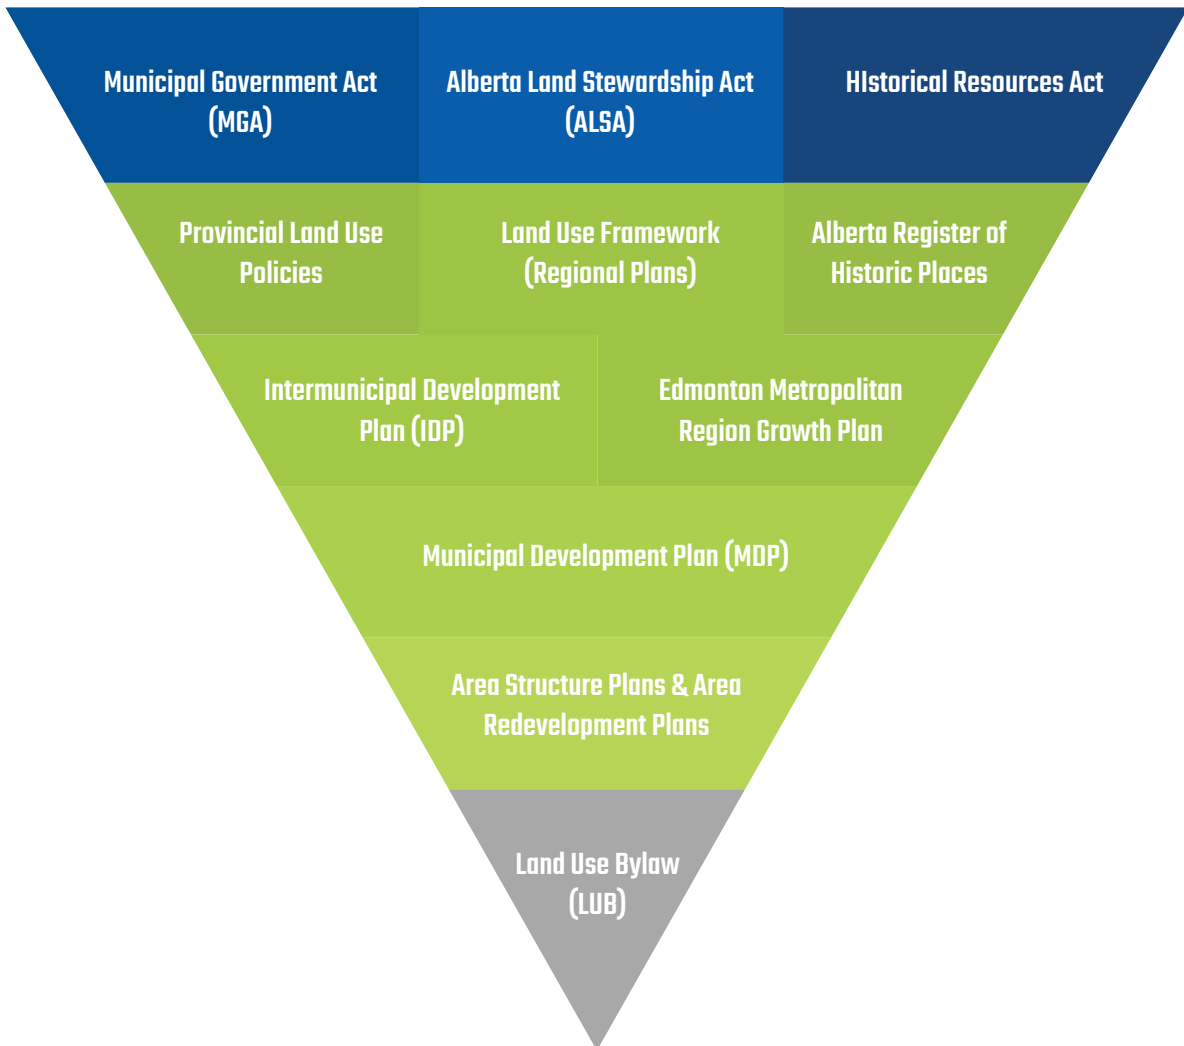 Municipal Government Act
(MGA)
Alberta Land Stewardship Act
(ALSA)
HIstorical Resources Act
Provincial Land Use
Policies
Land Use Framework
(Regional Plans)
Alberta Register of
Historic Places
Intermunicipal Development
Plan (IDP)
Edmonton Metropolitan
Region Growth Plan
Municipal Development Plan (MDP)
Area Structure Plans & Area
Redevelopment Plans
Land Use Bylaw
(LUB)